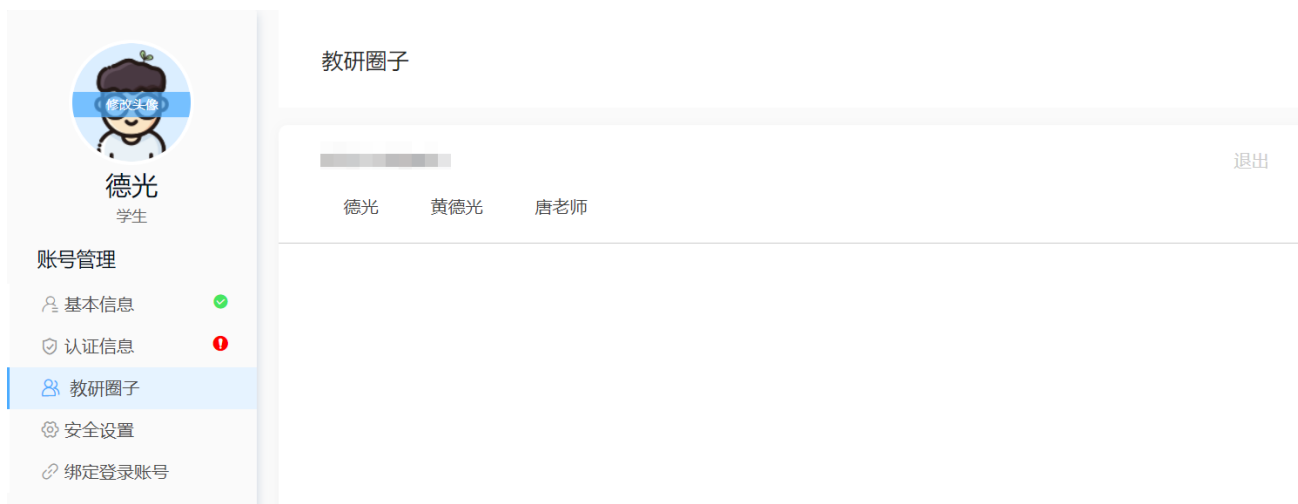 修改头像
德光
学生
账号管理
基本信息
认证信息
教研圈子
安全设置
绑定登录账号
教研圈子
退出
德光 黄德光 唐老师